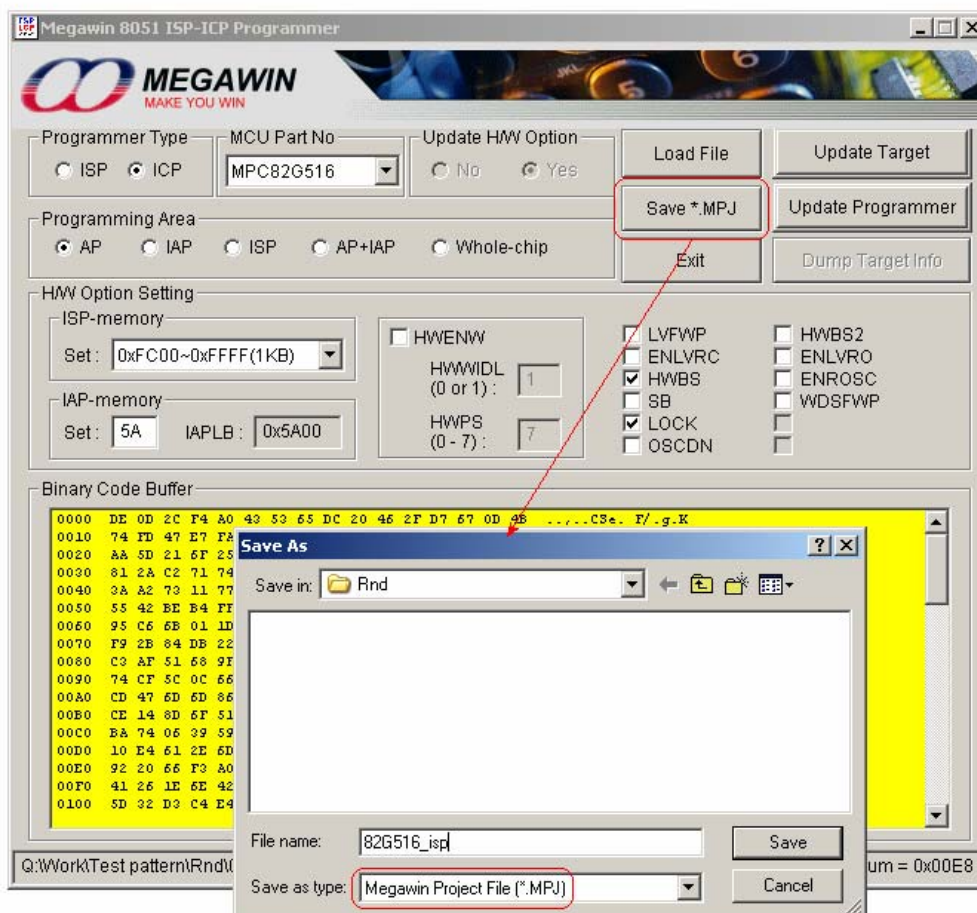 Megawin 8051 ISP-ICP Programmer
MEGAWIN
MAKE YOU WIN
Programmer Type
ISP ICP
MCU Part No
MPC82G516
Update H/W Option
No Yes
Load File
Update Target
Save *.MPJ
Update Programmer
Exit
Dump Target Info
Programming Area
AP IAP ISP AP+IAP Whole-chip
H/W Option Setting
ISP-memory
Set : 0xFC00~0xFFFF(1KB)
IAP-memory
Set : 5A IAPLB : 0x5A00
HWENW
HWWIDL
(0 or 1) : 1
HWPS
(0 - 7) : 7
LVFWP
ENLVRC
HWBS
SB
LOCK
OSCDN
HWBS2
ENLVRO
ENROSC
WDSFWP
Binary Code Buffer
0000 DE 0D 2C F4 A0 43 53 65 DC 20 46 2F D7 67 0D 4B ..,..CSe. F/.g.K
0010 74 FD 47 E7 FA
0020 AA 5D 21 6F 25
0030 81 2A C2 71 74
0040 3A A2 73 11 77
0050 55 42 BE B4 FF
0060 95 C6 6B 01 1D
0070 F9 2B 84 DB 22
0080 C3 AF 51 68 9F
0090 74 CF 5C 0C 66
00A0 CD 47 6D 6D 86
00B0 CE 14 8D 6F 51
00C0 BA 74 06 39 59
00D0 10 E4 61 2E 6D
00E0 92 20 66 F3 A0
00F0 41 26 1E 6E 42
0100 5D 32 D3 C4 E4
Save As
Save in: Rnd
File name: 82G516_isp
Save
Save as type: Megawin Project File (*.MPJ)
Cancel
Q:\Work\Test pattern\Rnd\
um = 0x00E8